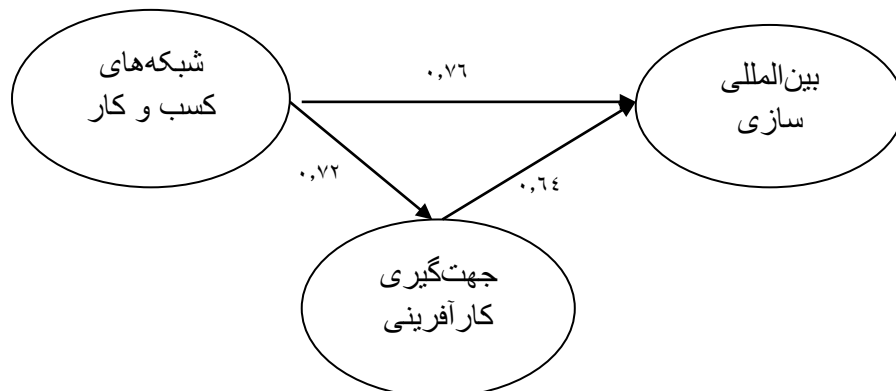 شبکه‌های
کسب و کار
۰,۷۶
بین‌المللی
سازی
۰,۷۲
۰,٦٤
جهت‌گیری
کارآفرینی